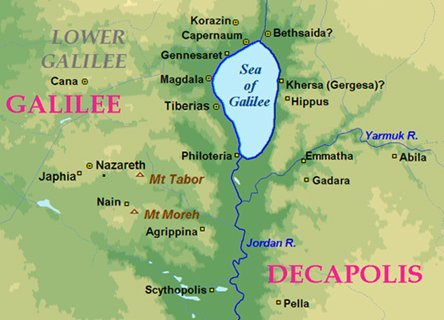 Korazin
Capernaum
Bethsaida?
LOWER
GALILEE
Gennesaret
Sea
of
Galilee
Cana
Magdala
Khersa (Gergesa)?
GALILEE
Tiberias
Hippus
Yarmuk R.
Philoteria
Emmatha
Abila
Nazareth
Japhia
Mt Tabor
Gadara
Nain
Mt Moreh
Agrippina
Jordan R.
DECAPOLIS
Scythopolis
Pella